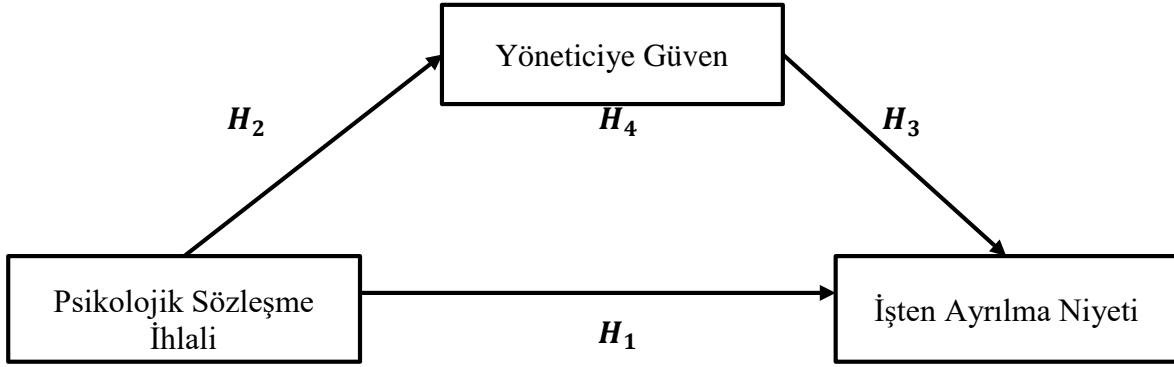 Yöneticiye Güven
H₂
H₄
H₃
Psikolojik Sözleşme
İhlali
İşten Ayrılma Niyeti
H₁